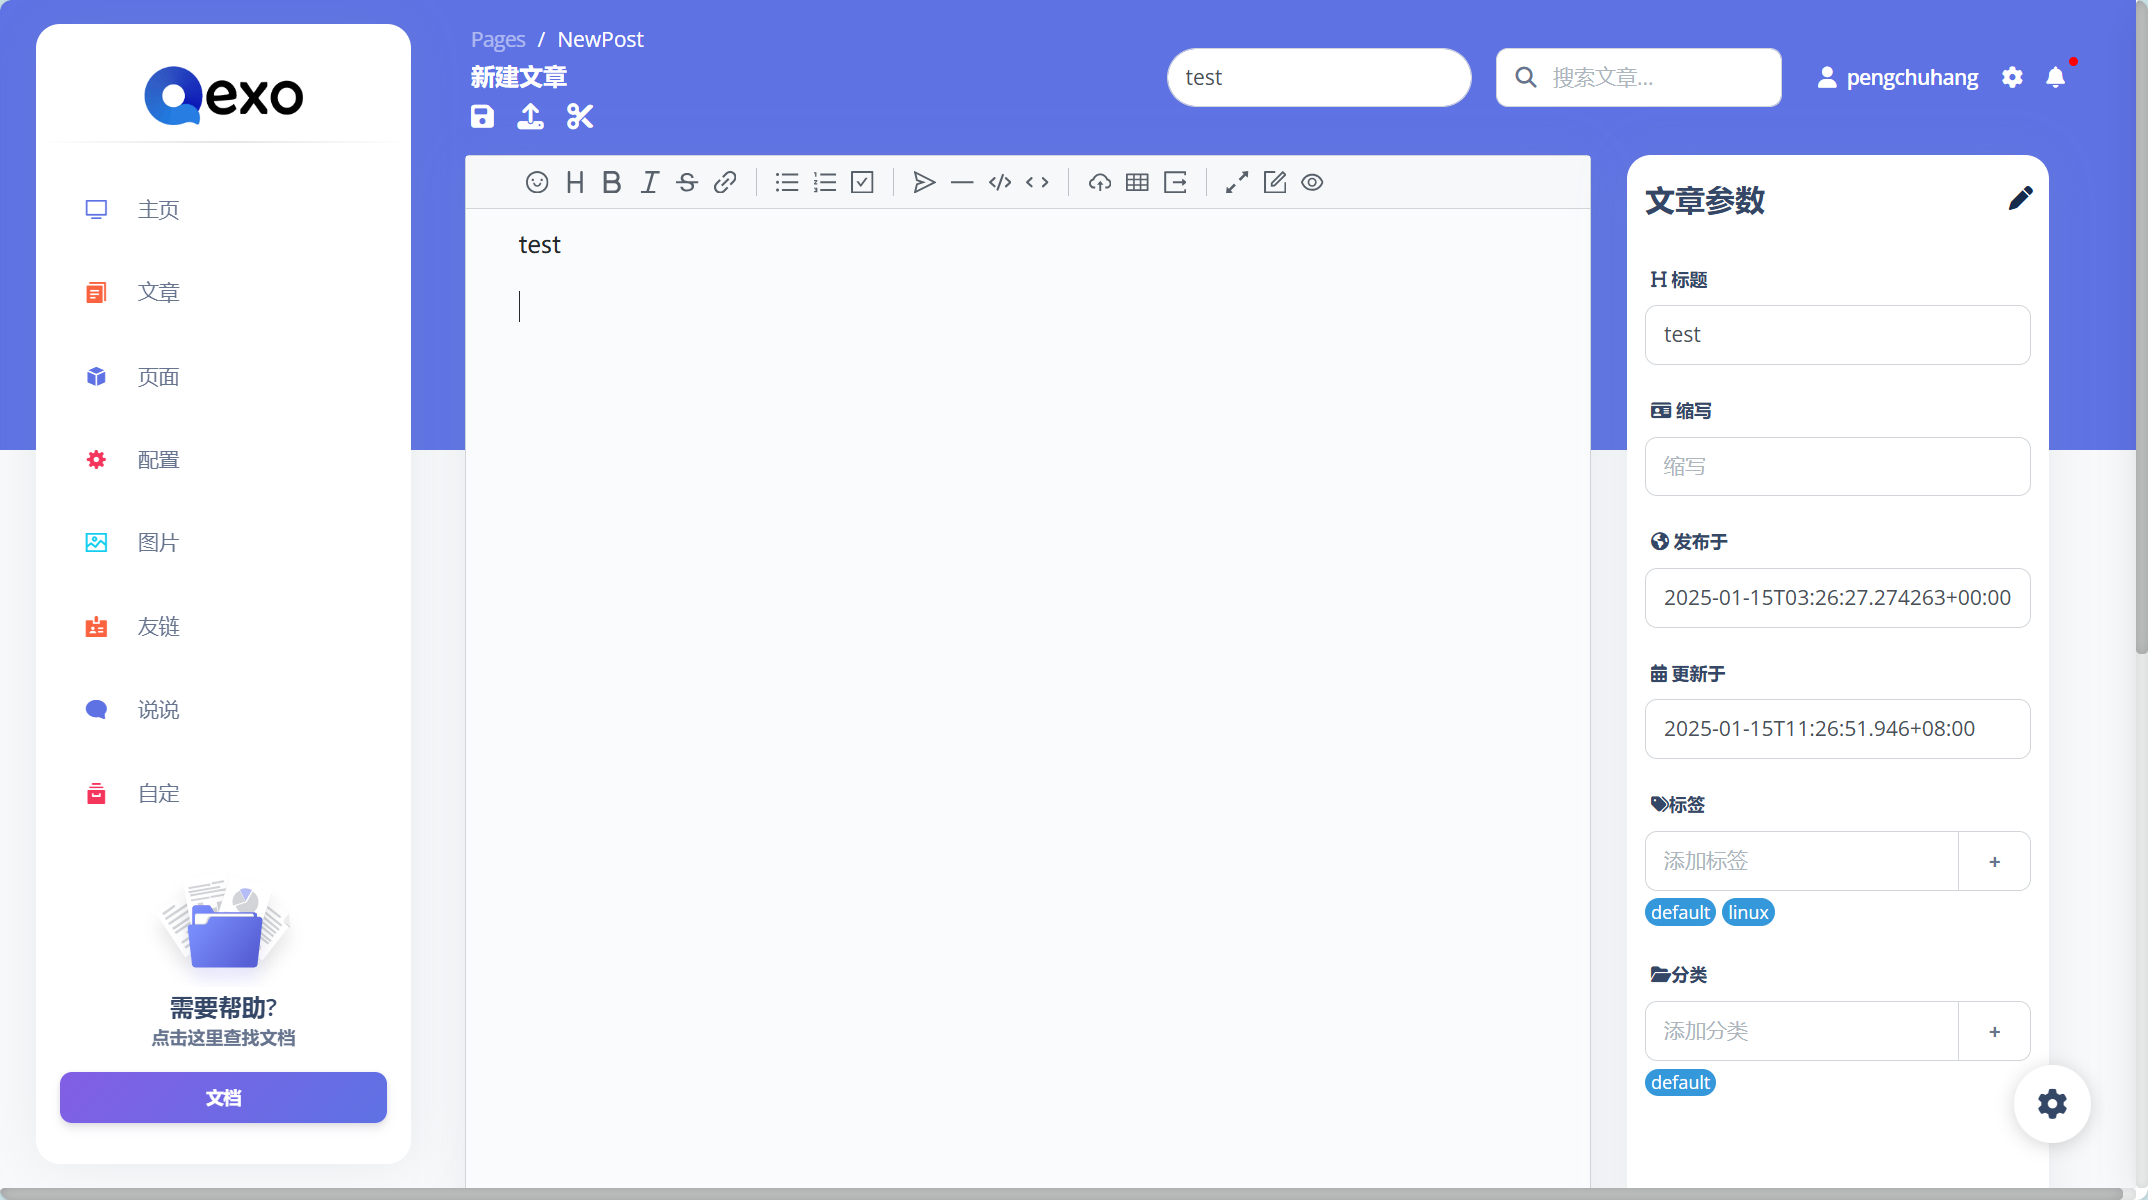 Qexo
主页
文章
页面
配置
图片
友链
说说
自定
需要帮助?
点击这里查找文档
文档
Pages / NewPost
新建文章
test
搜索文章...
pengchuhang
test
文章参数
标题
test
缩写
缩写
发布于
2025-01-15T03:26:27.274263+00:00
更新于
2025-01-15T11:26:51.946+08:00
标签
添加标签 +
default linux
分类
添加分类 +
default